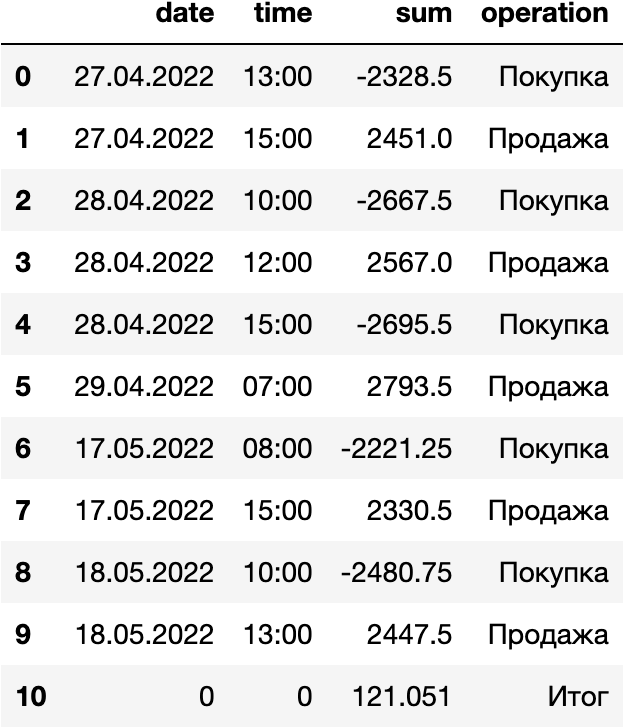 date time sum operation
0 27.04.2022 13:00 -2328.5 Покупка
1 27.04.2022 15:00 2451.0 Продажа
2 28.04.2022 10:00 -2667.5 Покупка
3 28.04.2022 12:00 2567.0 Продажа
4 28.04.2022 15:00 -2695.5 Покупка
5 29.04.2022 07:00 2793.5 Продажа
6 17.05.2022 08:00 -2221.25 Покупка
7 17.05.2022 15:00 2330.5 Продажа
8 18.05.2022 10:00 -2480.75 Покупка
9 18.05.2022 13:00 2447.5 Продажа
10 0 0 121.051 Итог